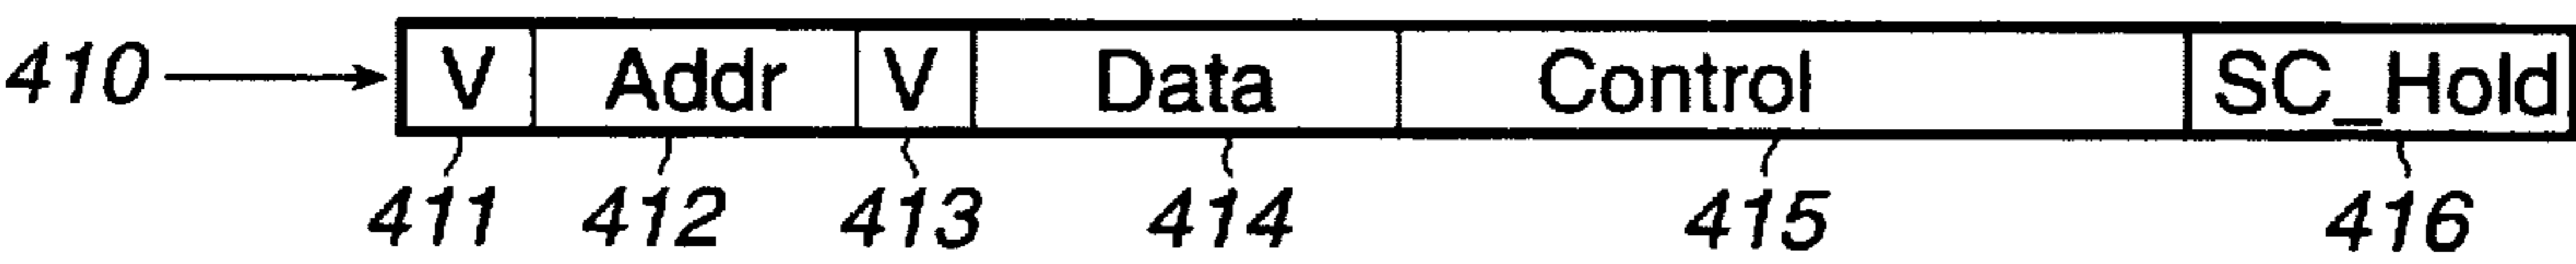 410 V Addr V Data Control SC_Hold
411 412 413 414 415 416